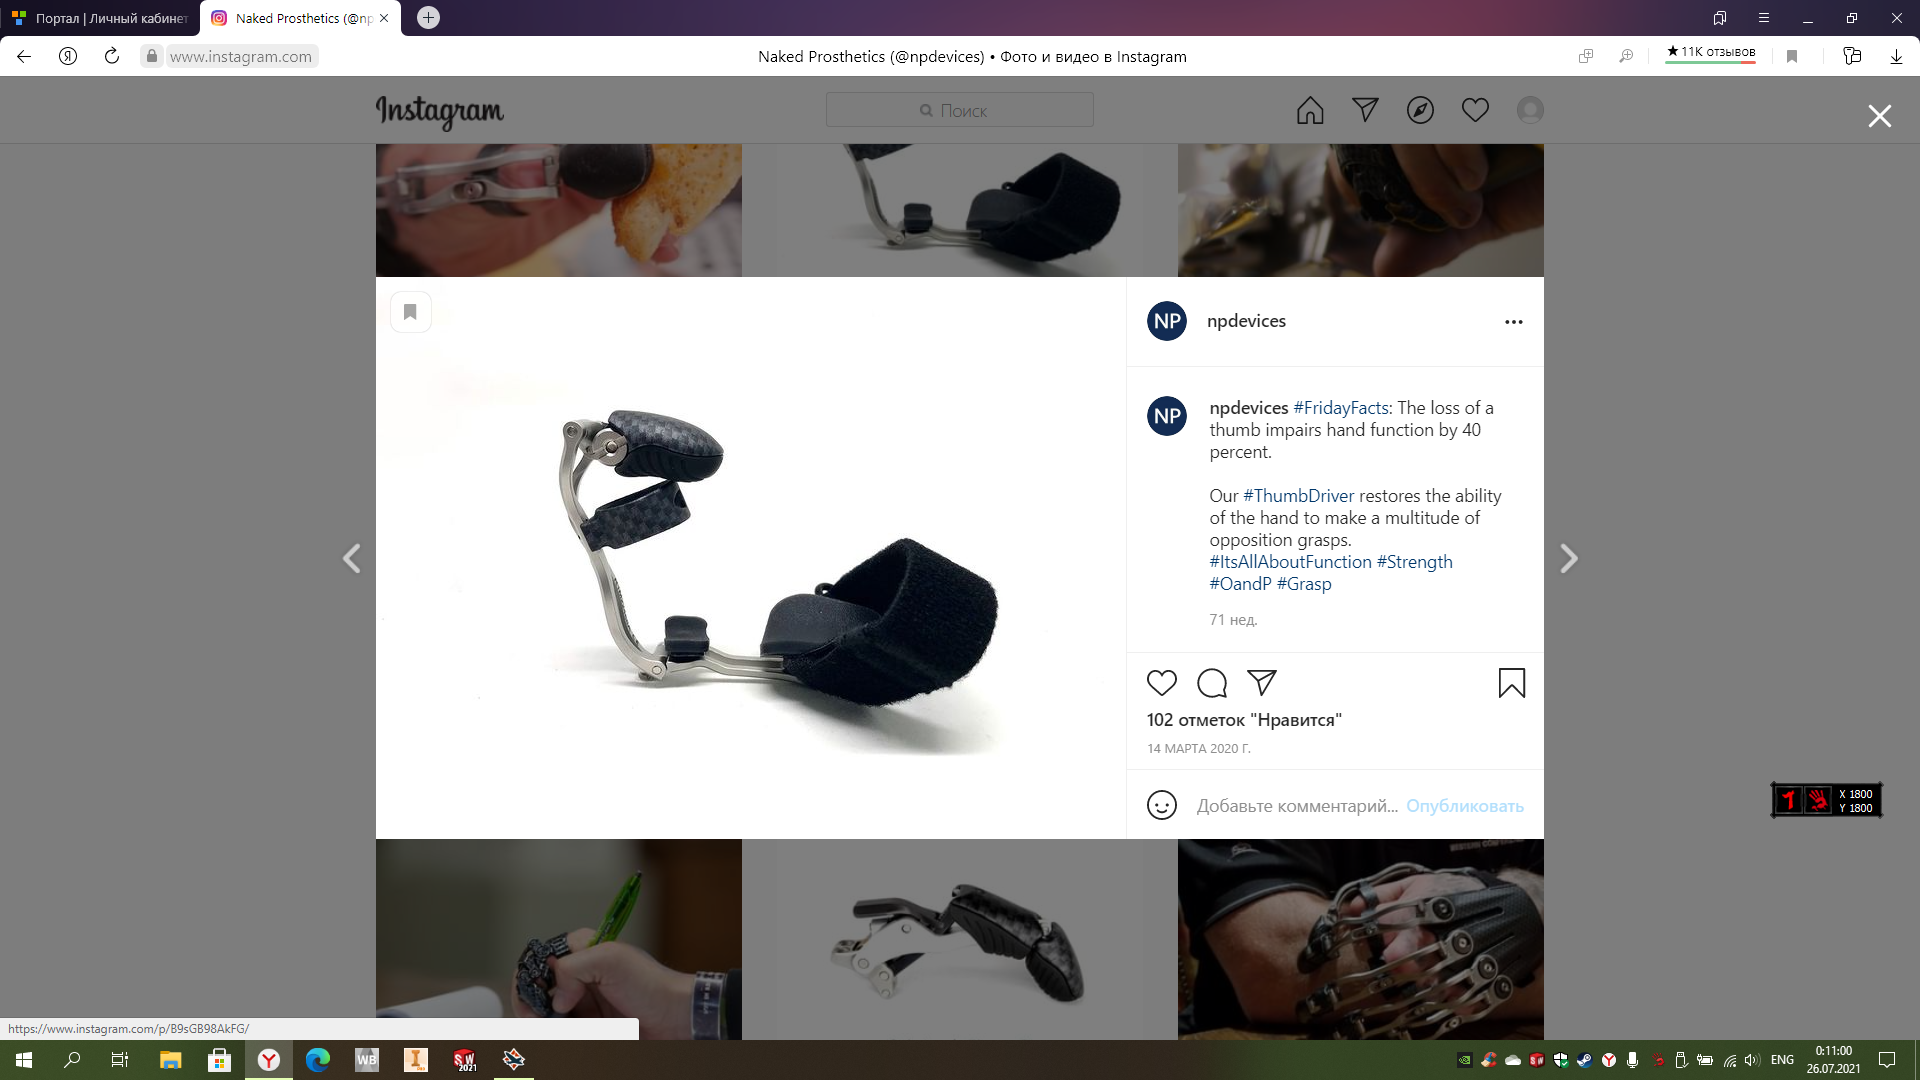 Портал | Личный кабинет
Naked Prosthetics (@np
www.instagram.com
Naked Prosthetics (@npdevices) • Фото и видео в Instagram
★ 11K отзывов
Instagram
Поиск
NP
npdevices
NP
npdevices #FridayFacts: The loss of a
thumb impairs hand function by 40
percent.
Our #ThumbDriver restores the ability
of the hand to make a multitude of
opposition grasps.
#ItsAllAboutFunction #Strength
#OandP #Grasp
71 нед.
102 отметок "Нравится"
14 МАРТА 2020 Г.
Добавьте комментарий... Опубликовать
X 1800
Y 1800
https://www.instagram.com/p/B9sGB98AkFG/
WB
I
SW
2021
ENG
0:11:00
26.07.2021